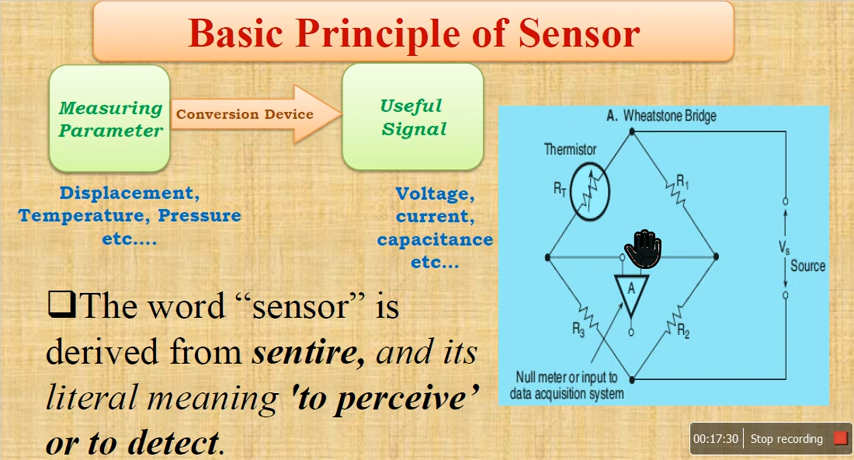 Basic Principle of Sensor
Measuring
Parameter
Conversion Device
Useful
Signal
Displacement,
Temperature, Pressure
etc....
Voltage,
current,
capacitance
etc...
❑The word “sensor” is
derived from sentire, and its
literal meaning 'to perceive’
or to detect.
A. Wheatstone Bridge
Thermistor
RT
R1
Vs
Source
A
R3
R2
Null meter or input to
data acquisition system
00:17:30 Stop recording